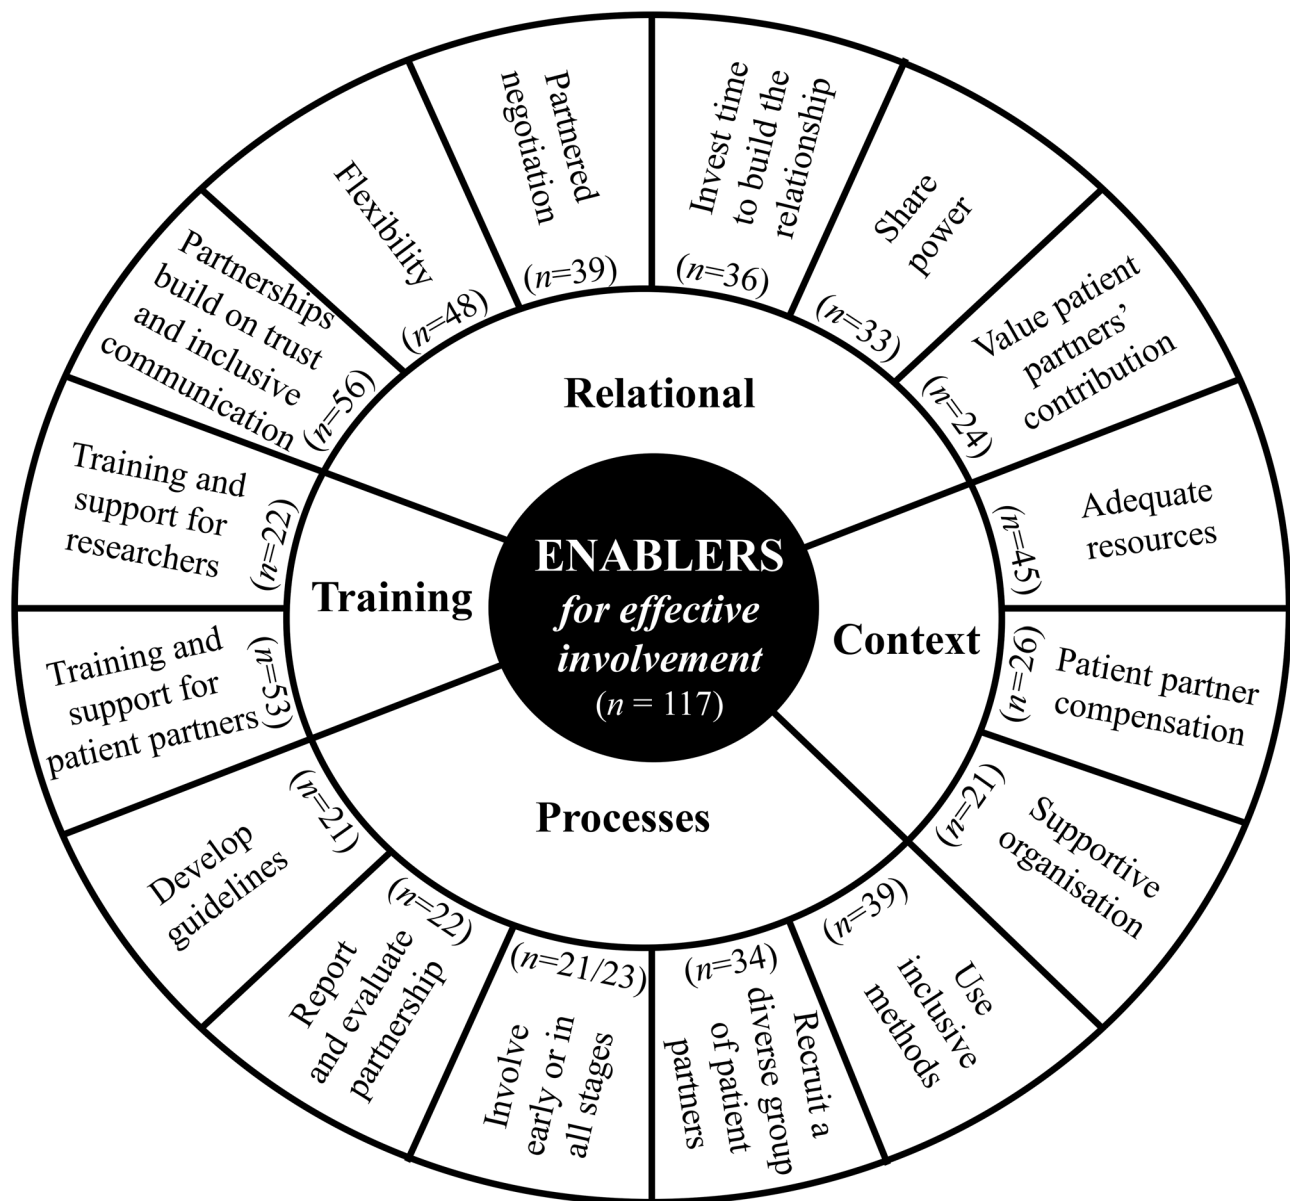 ENABLERS
for effective
involvement
(n = 117)
Relational
Partnerships
build on trust
and inclusive
communication
(n=56)
Flexibility
(n=48)
Partnered
negotiation
(n=39)
Invest time
to build the
relationship
(n=36)
Share
power
(n=33)
Value patient
partners’
contribution
(n=24)
Context
Adequate
resources
(n=45)
Patient partner
compensation
(n=26)
Supportive
organisation
(n=21)
Processes
Use
inclusive
methods
(n=39)
Recruit a
diverse group
of patient
partners
(n=34)
Involve
early or in
all stages
(n=21/23)
Report
and evaluate
partnership
(n=22)
Develop
guidelines
(n=21)
Training
Training and
support for
patient partners
(n=53)
Training and
support for
researchers
(n=22)